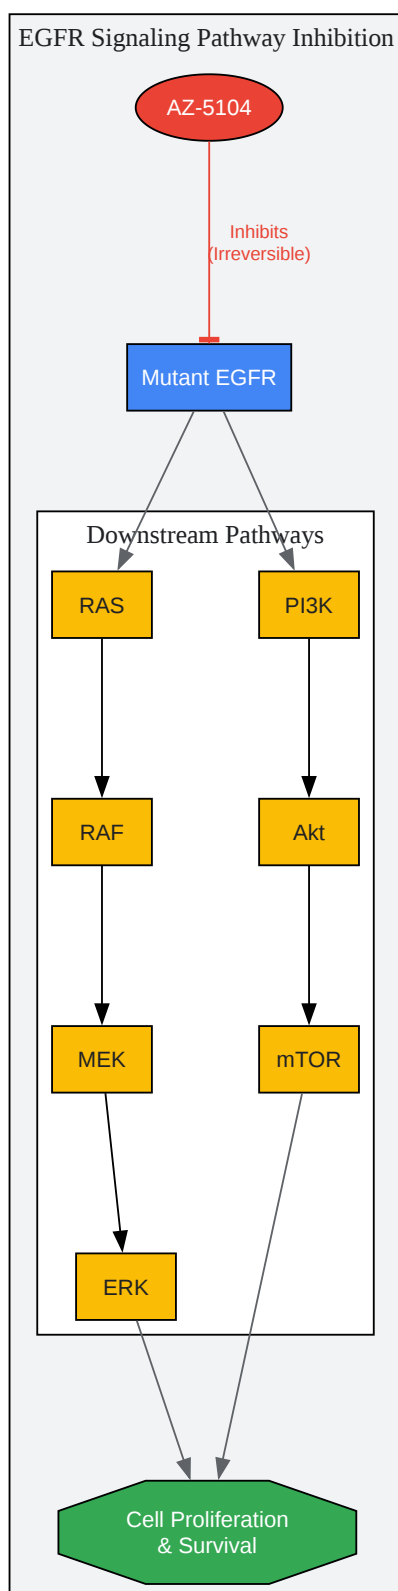 EGFR Signaling Pathway Inhibition
AZ-5104
Inhibits
(Irreversible)
Mutant EGFR
Downstream Pathways
RAS
PI3K
RAF
Akt
MEK
mTOR
ERK
Cell Proliferation
& Survival